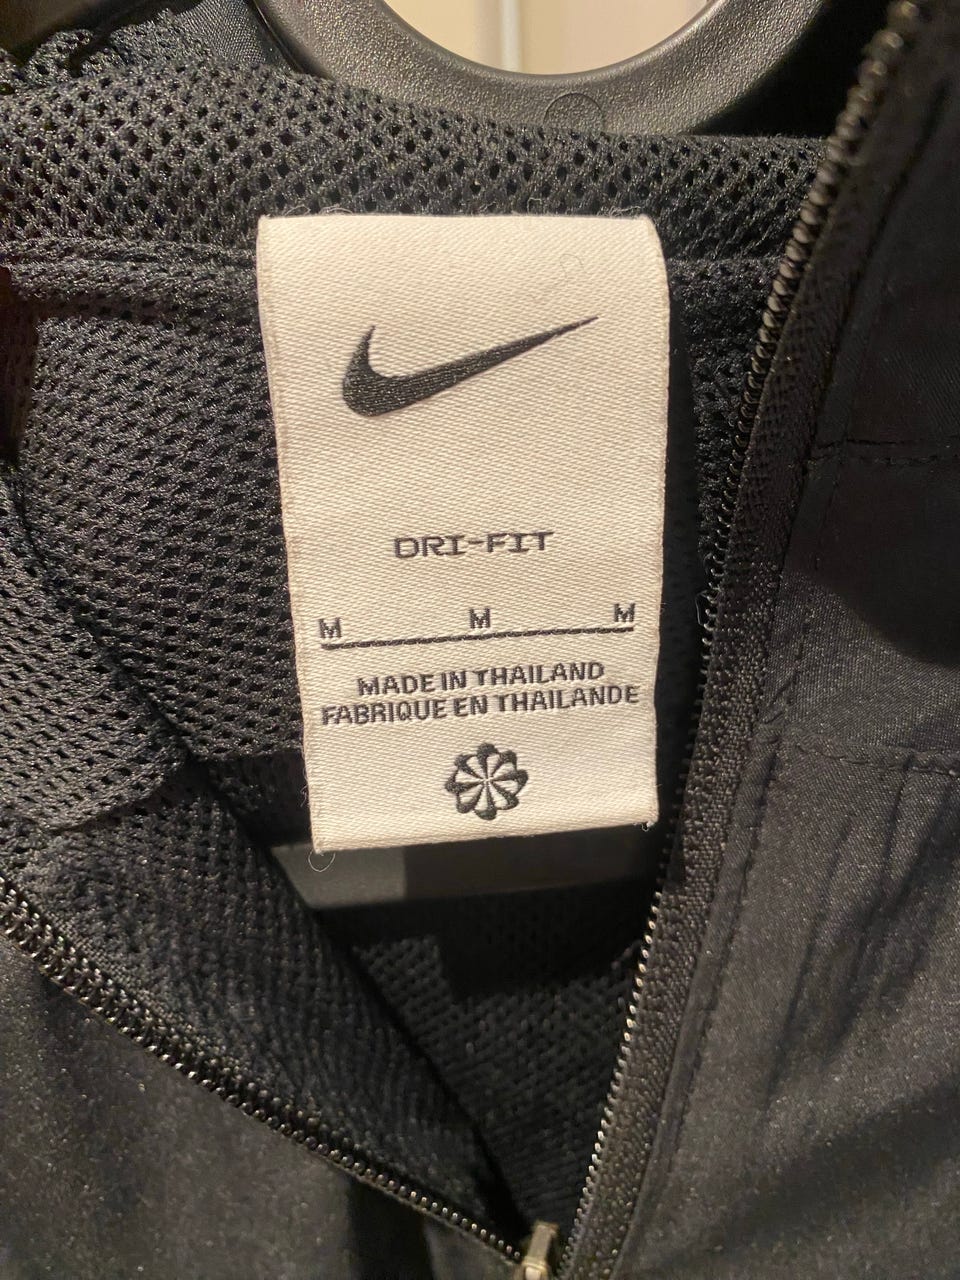 DRI-FIT
M M M
MADE IN THAILAND
FABRIQUE EN THAILANDE